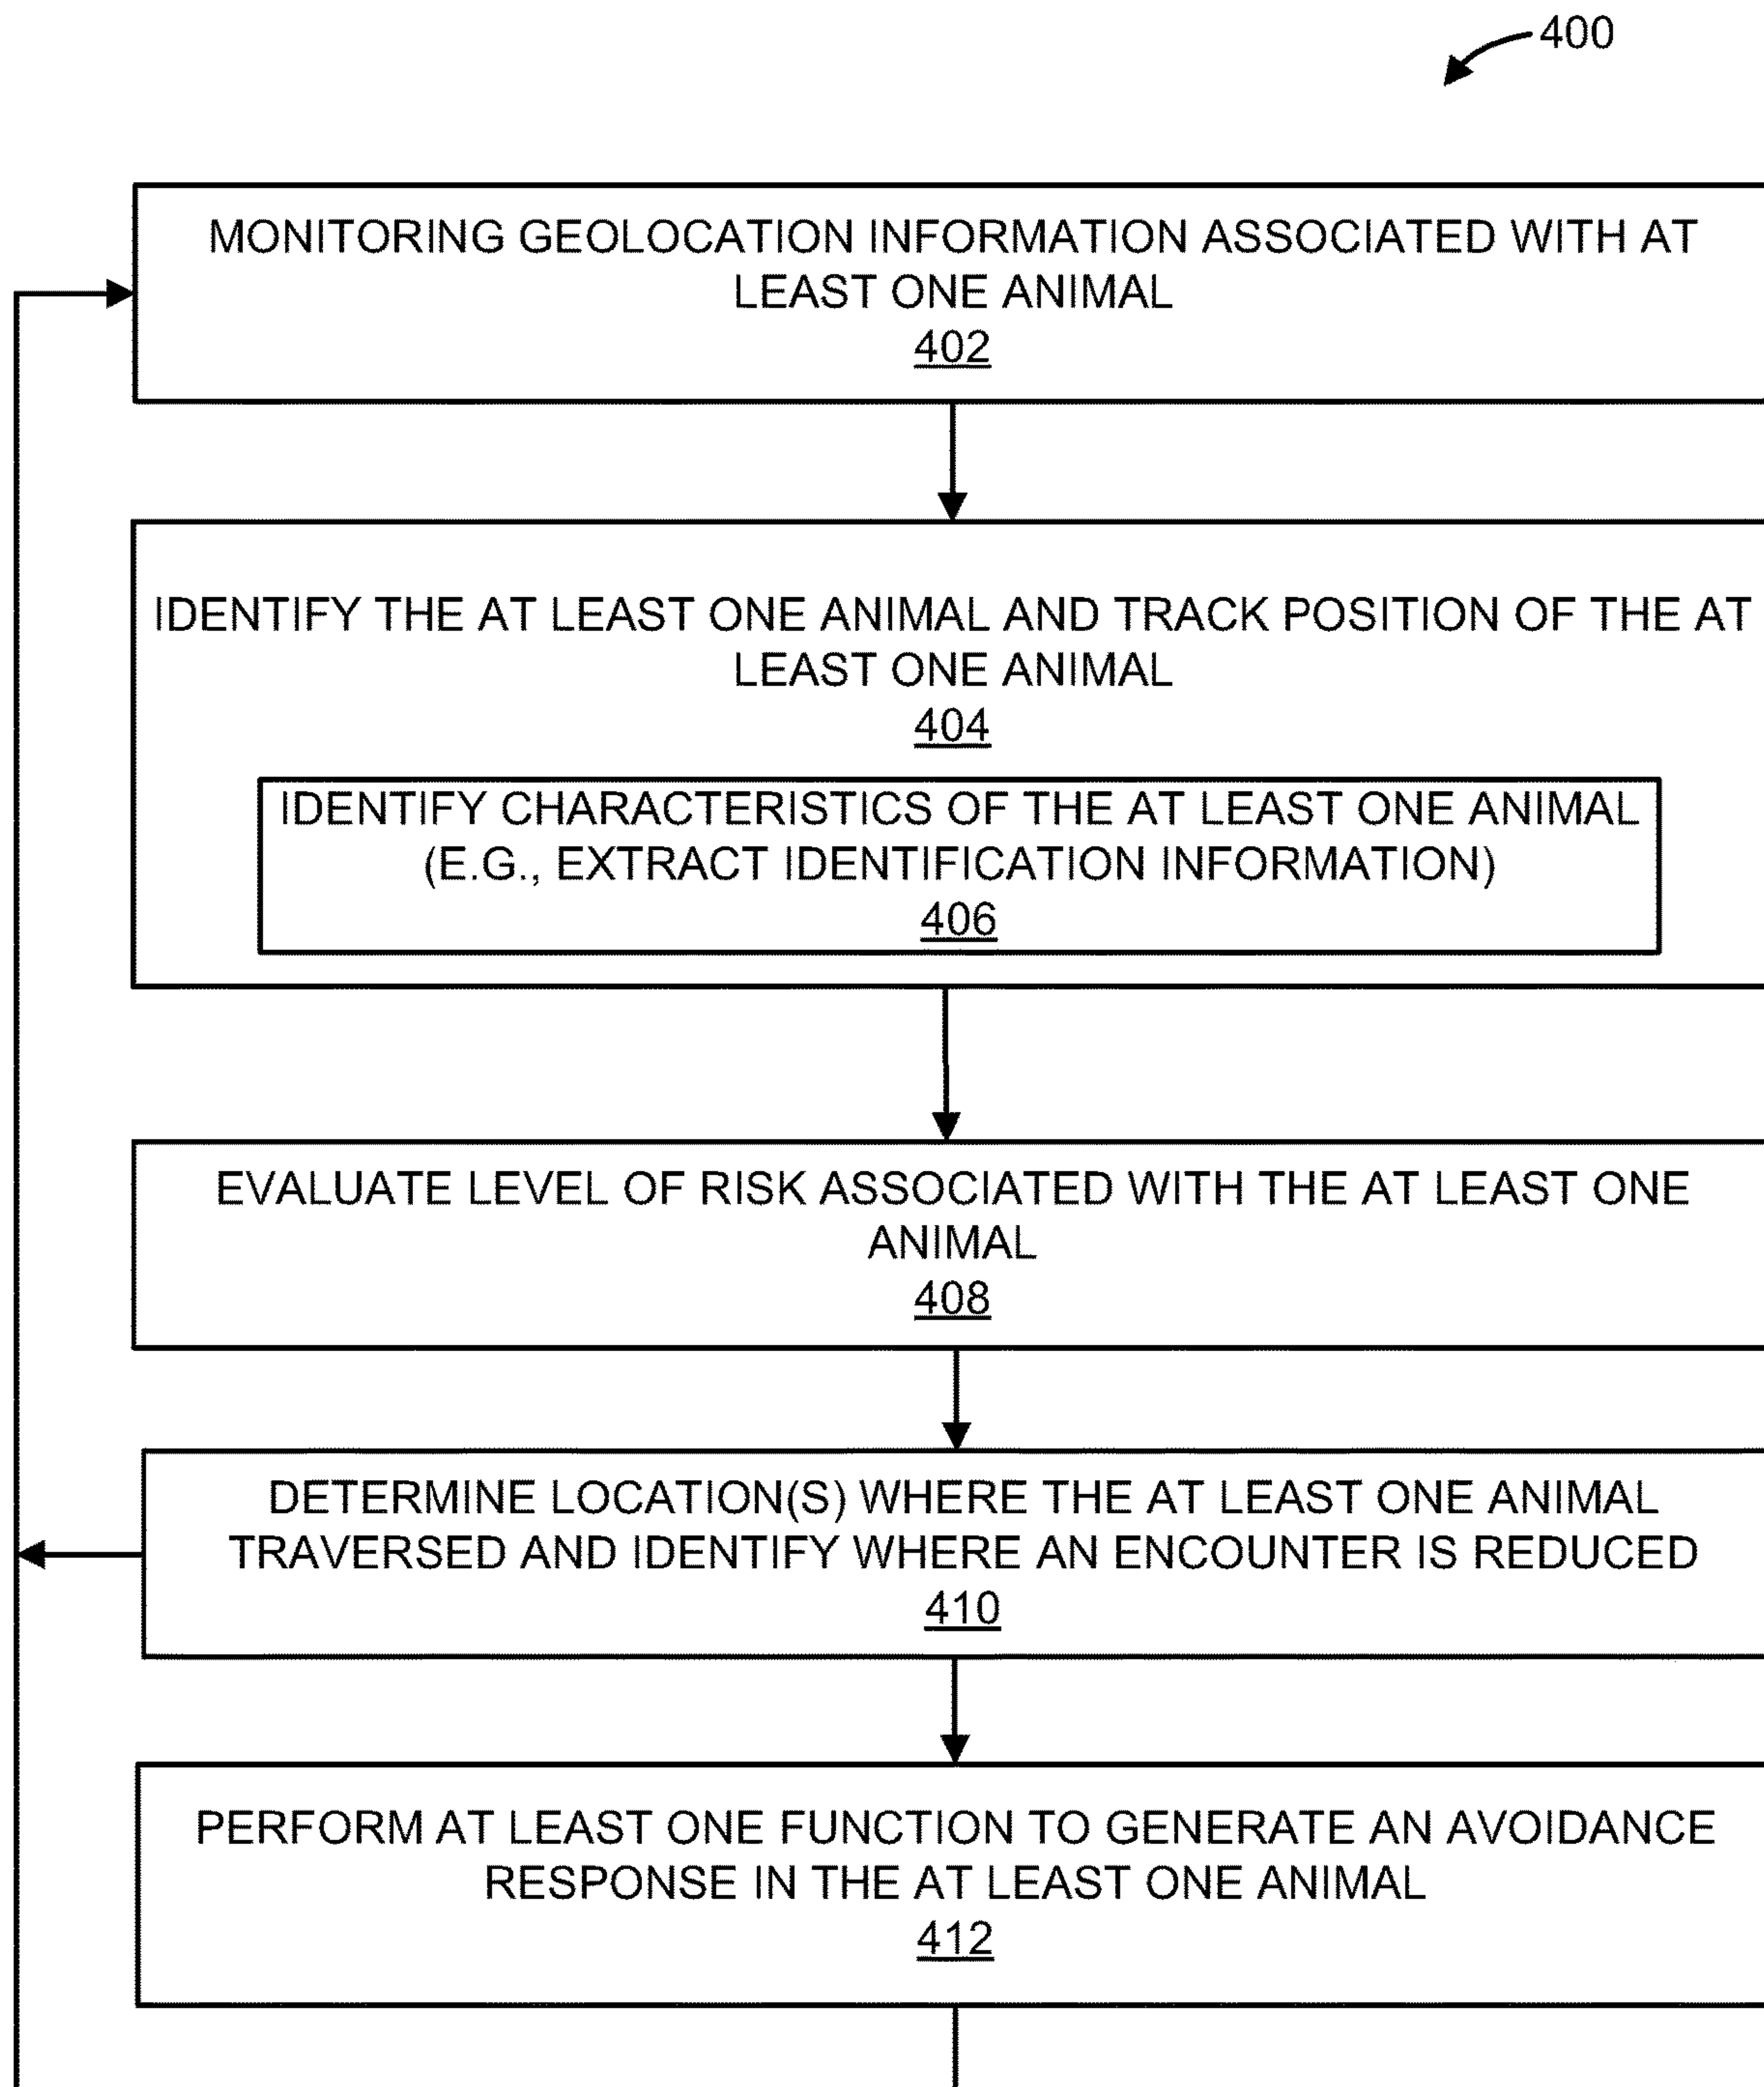 400
MONITORING GEOLOCATION INFORMATION ASSOCIATED WITH AT
LEAST ONE ANIMAL
402
IDENTIFY THE AT LEAST ONE ANIMAL AND TRACK POSITION OF THE AT
LEAST ONE ANIMAL
404
IDENTIFY CHARACTERISTICS OF THE AT LEAST ONE ANIMAL
(E.G., EXTRACT IDENTIFICATION INFORMATION)
406
EVALUATE LEVEL OF RISK ASSOCIATED WITH THE AT LEAST ONE
ANIMAL
408
DETERMINE LOCATION(S) WHERE THE AT LEAST ONE ANIMAL
TRAVERSED AND IDENTIFY WHERE AN ENCOUNTER IS REDUCED
410
PERFORM AT LEAST ONE FUNCTION TO GENERATE AN AVOIDANCE
RESPONSE IN THE AT LEAST ONE ANIMAL
412